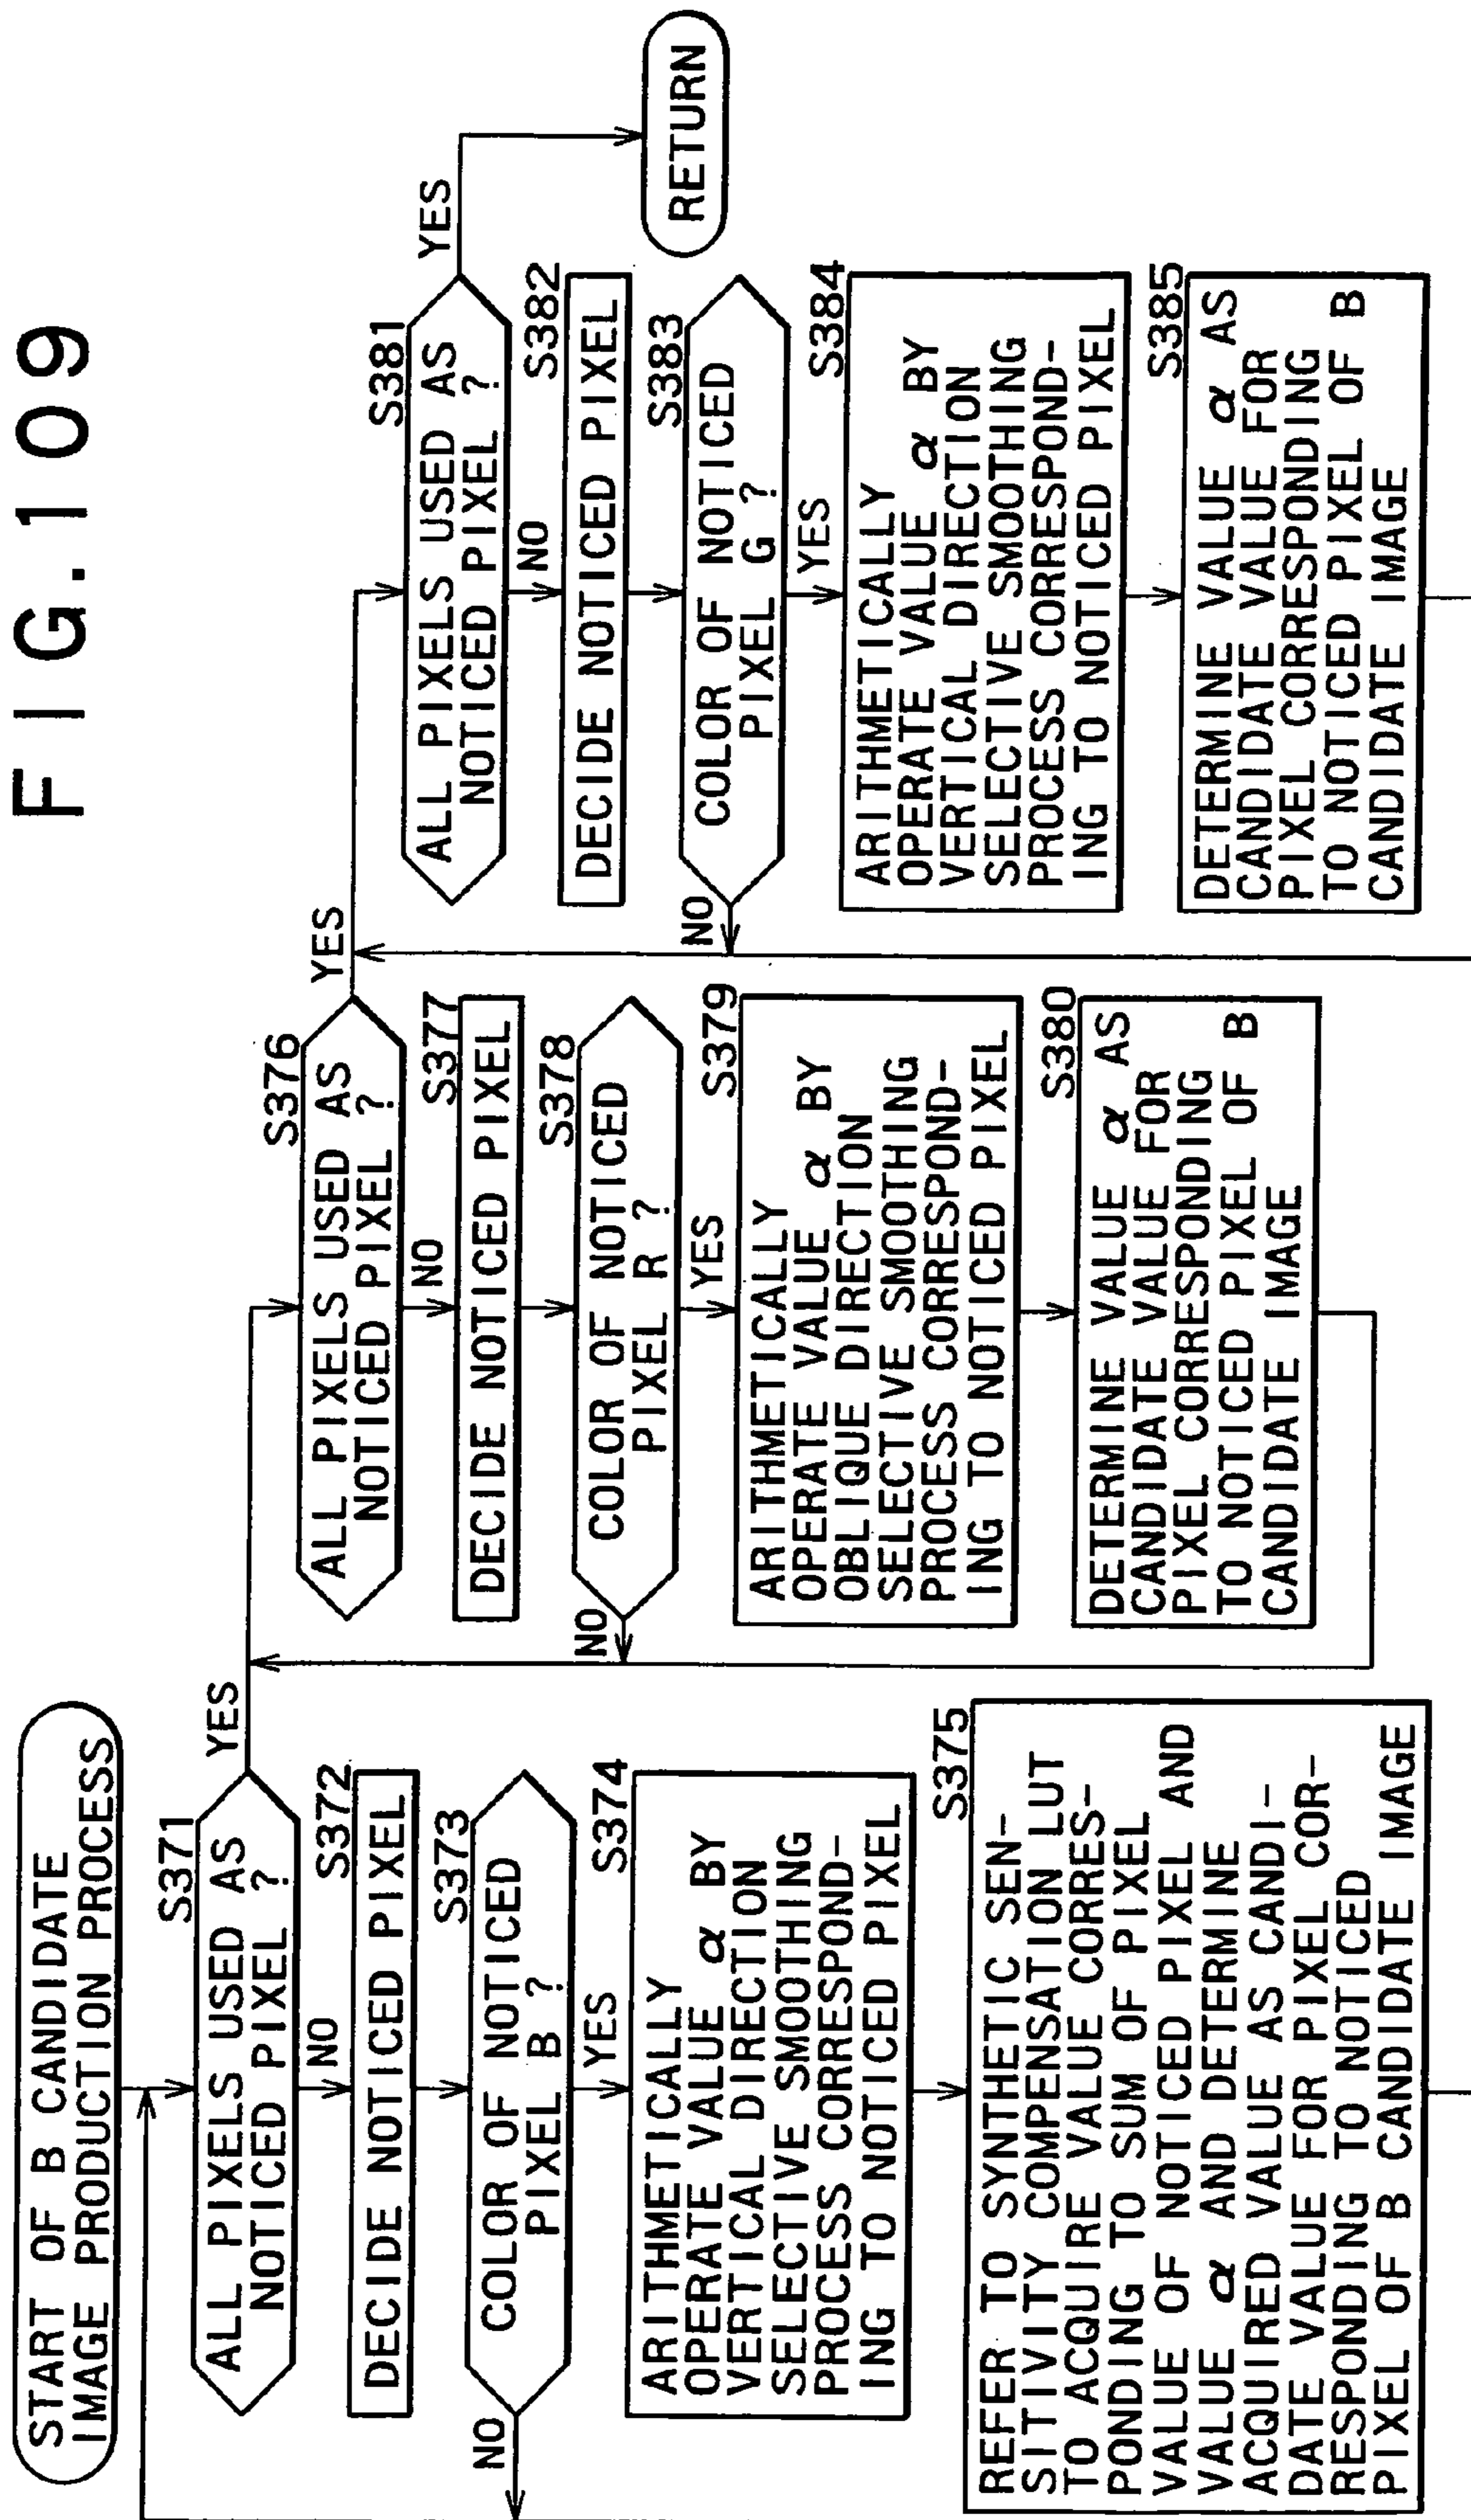 FIG.109
START OF B CANDIDATE
IMAGE PRODUCTION PROCESS
S371
ALL PIXELS USED AS
NOTICED PIXEL ?
YES
NO
S372
DECIDE NOTICED PIXEL
S373
COLOR OF NOTICED
PIXEL B ?
NO
YES
S374
ARITHMETICALLY
OPERATE VALUE α BY
VERTICAL DIRECTION
SELECTIVE SMOOTHING
PROCESS CORRESPOND-
ING TO NOTICED PIXEL
S375
REFER TO SYNTHETIC SEN-
SITIVITY COMPENSATION LUT
TO ACQUIRE VALUE CORRES-
PONDING TO SUM OF PIXEL
VALUE OF NOTICED PIXEL AND
VALUE α AND DETERMINE
ACQUIRED VALUE AS CANDI-
DATE VALUE FOR PIXEL COR-
RESPONDING TO NOTICED
PIXEL OF B CANDIDATE IMAGE
S376
ALL PIXELS USED AS
NOTICED PIXEL ?
YES
NO
S377
DECIDE NOTICED PIXEL
S378
COLOR OF NOTICED
PIXEL R ?
NO
YES
S379
ARITHMETICALLY
OPERATE VALUE α BY
OBLIQUE DIRECTION
SELECTIVE SMOOTHING
PROCESS CORRESPOND-
ING TO NOTICED PIXEL
S380
DETERMINE VALUE α AS
CANDIDATE VALUE FOR
PIXEL CORRESPONDING
TO NOTICED PIXEL OF B
CANDIDATE IMAGE
S381
ALL PIXELS USED AS
NOTICED PIXEL ?
YES
NO
S382
DECIDE NOTICED PIXEL
S383
COLOR OF NOTICED
PIXEL G ?
NO
YES
S384
ARITHMETICALLY
OPERATE VALUE α BY
VERTICAL DIRECTION
SELECTIVE SMOOTHING
PROCESS CORRESPOND-
ING TO NOTICED PIXEL
S385
DETERMINE VALUE α AS
CANDIDATE VALUE FOR
PIXEL CORRESPONDING
TO NOTICED PIXEL OF B
CANDIDATE IMAGE
RETURN